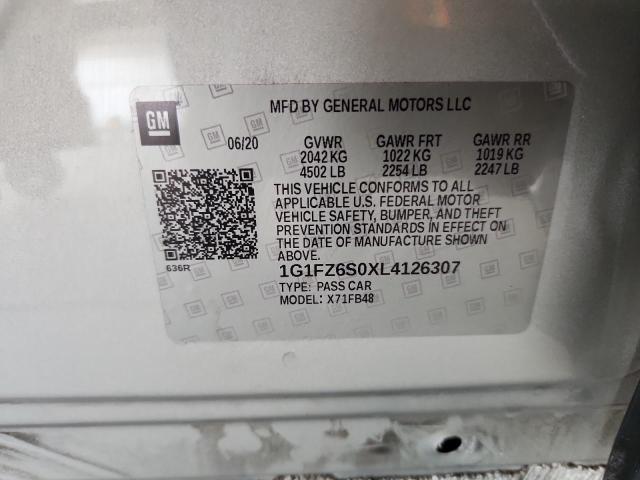 GM
MFD BY GENERAL MOTORS LLC
06/20 GVWR GAWR FRT GAWR RR
2042 KG 1022 KG 1019 KG
4502 LB 2254 LB 2247 LB
THIS VEHICLE CONFORMS TO ALL
APPLICABLE U.S. FEDERAL MOTOR
VEHICLE SAFETY, BUMPER, AND THEFT
PREVENTION STANDARDS IN EFFECT ON
THE DATE OF MANUFACTURE SHOWN
ABOVE.
636R
1G1FZ6S0XL4126307
TYPE: PASS CAR
MODEL: X71FB48